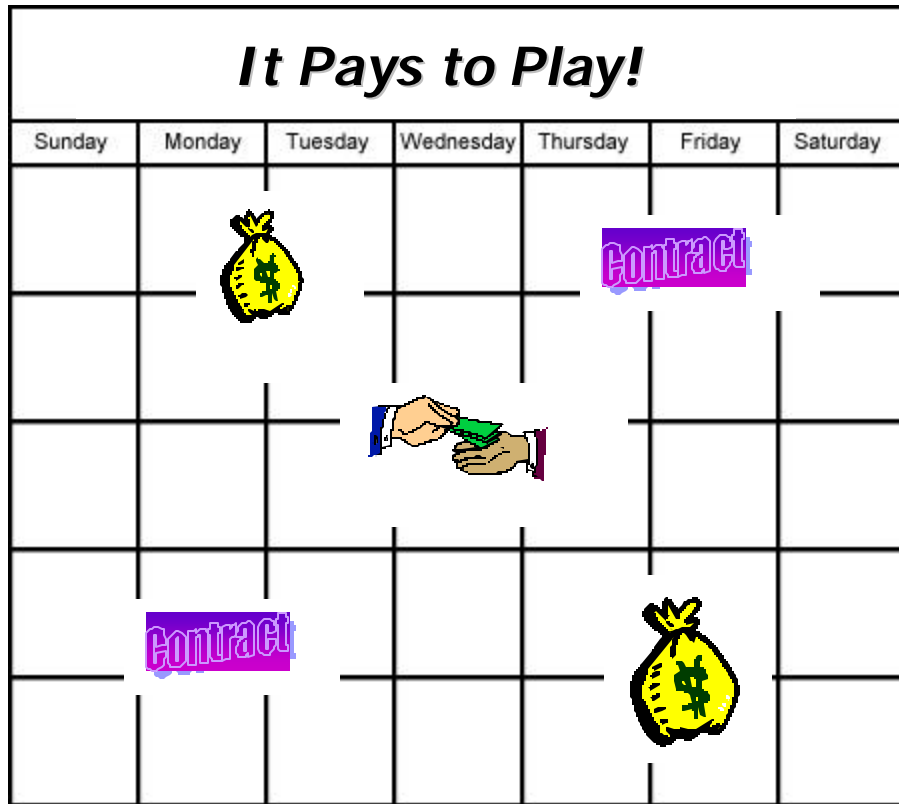 It Pays to Play!
Sunday Monday Tuesday Wednesday Thursday Friday Saturday
$
Contract
Contract
$